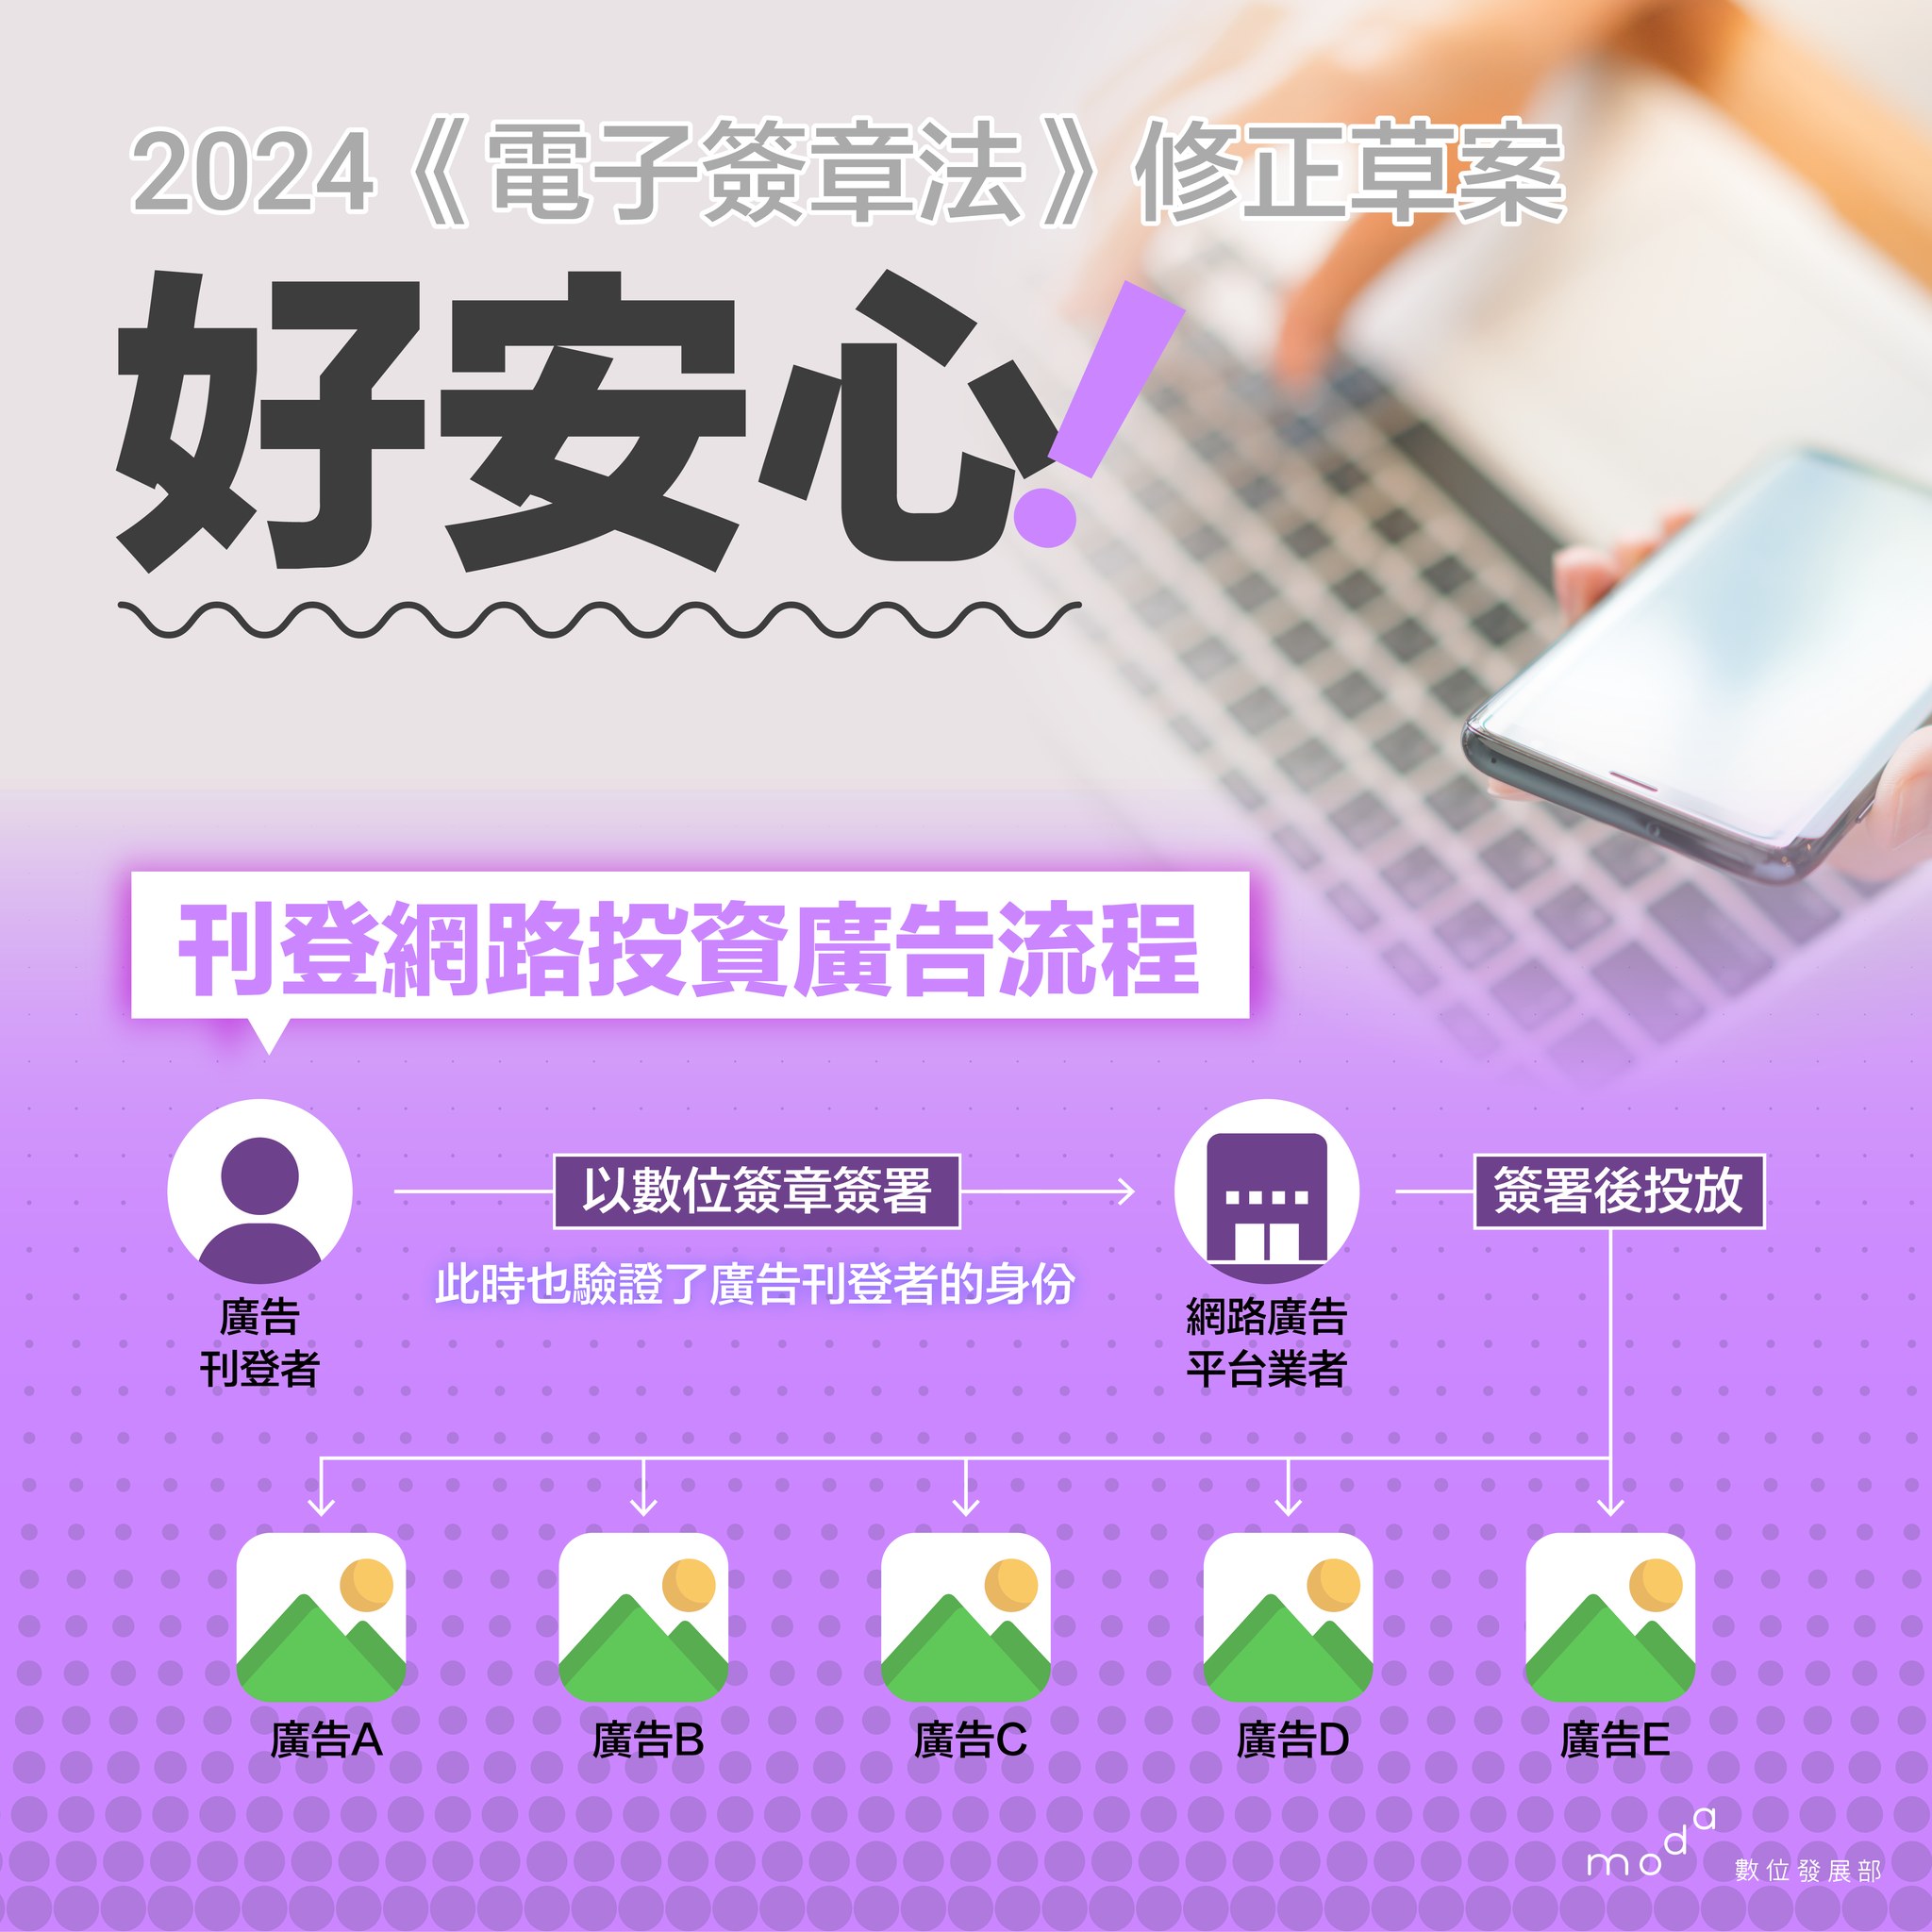 2024《電子簽章法》修正草案
好安心!
刊登網路投資廣告流程
以數位簽章簽署
簽署後投放
此時也驗證了廣告刊登者的身份
廣告
刊登者
網路廣告
平台業者
廣告A
廣告B
廣告C
廣告D
廣告E
moda 數位發展部